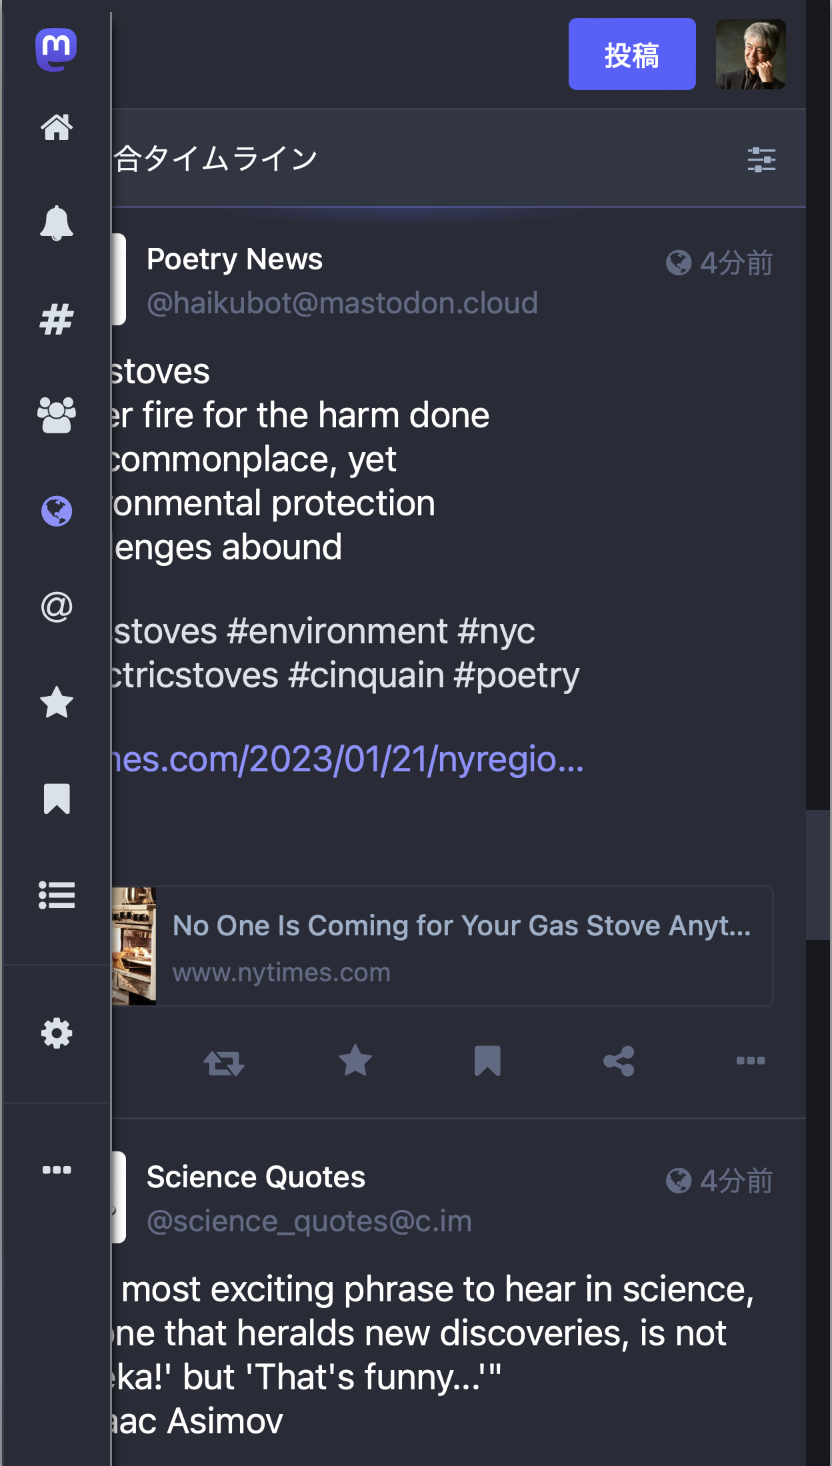 投稿
合タイムライン
Poetry News
4分前
@haikubot@mastodon.cloud
stoves
er fire for the harm done
commonplace, yet
onmental protection
lenges abound
stoves #environment #nyc
ctricstoves #cinquain #poetry
mes.com/2023/01/21/nyregio...
No One Is Coming for Your Gas Stove Anyt...
www.nytimes.com
Science Quotes
4分前
@science_quotes@c.im
most exciting phrase to hear in science,
one that heralds new discoveries, is not
eka!' but 'That's funny...'"
aac Asimov